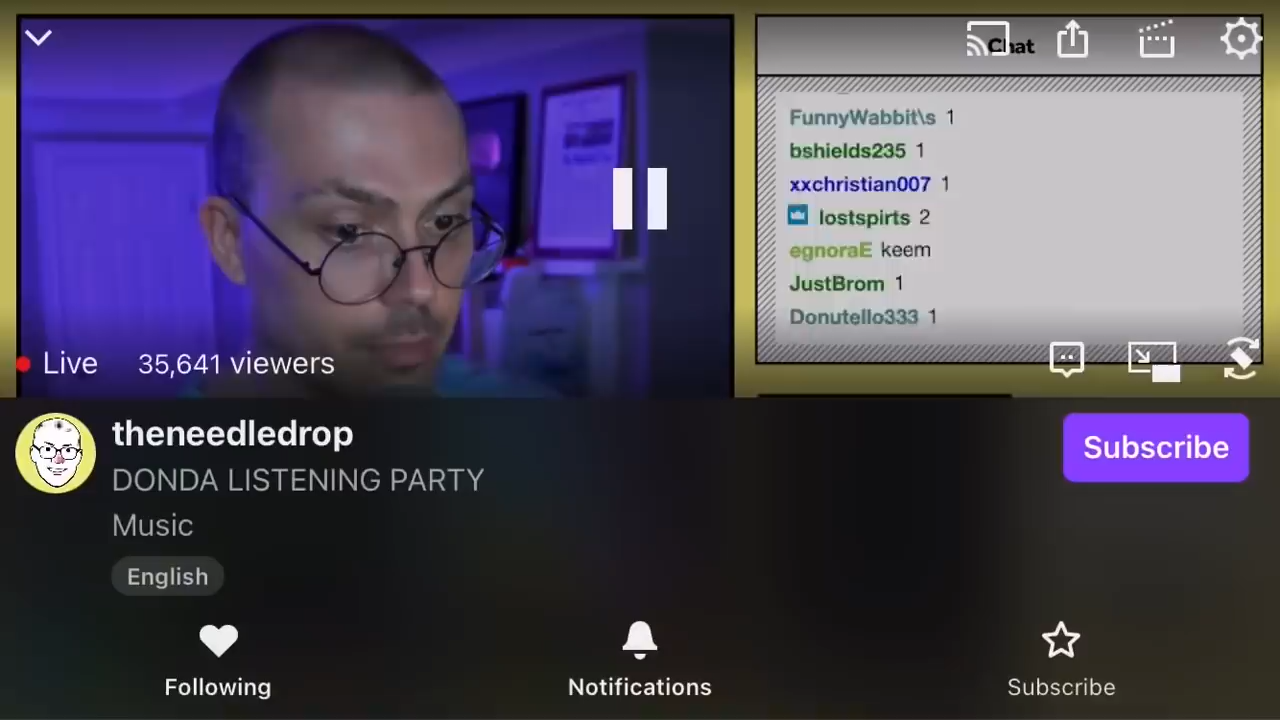 Chat
FunnyWabbit\s 1
bshields235 1
xxchristian007 1
lostspirts 2
egnoraE keem
JustBrom 1
Donutello333 1
Live 35,641 viewers
theneedledrop
Subscribe
DONDA LISTENING PARTY
Music
English
Following
Notifications
Subscribe